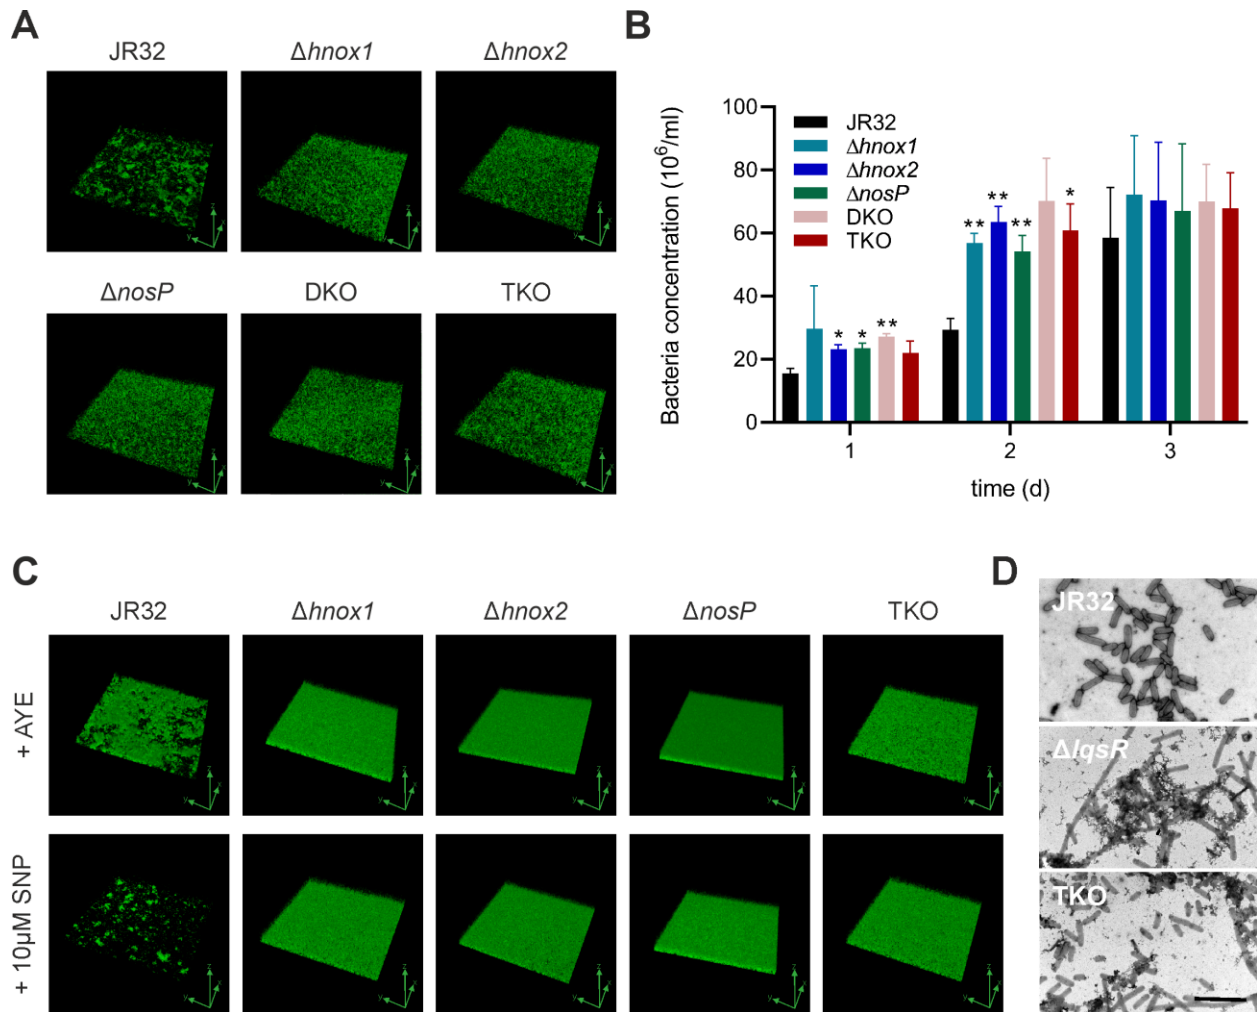 A
JR32
Δhnox1
Δhnox2
ΔnosP
DKO
TKO
z
x
y
z
x
y
z
x
y
z
x
y
z
x
y
z
x
y
B
Bacteria concentration (10⁶/ml)
100
80
60
40
20
0
JR32
Δhnox1
Δhnox2
ΔnosP
DKO
TKO
*
*
**
**
**
**
*
1
2
3
time (d)
C
JR32
Δhnox1
Δhnox2
ΔnosP
TKO
+ AYE
z
x
y
z
x
y
z
x
y
z
x
y
z
x
y
+ 10µM SNP
z
x
y
z
x
y
z
x
y
z
x
y
z
x
y
D
JR32
ΔlqsR
TKO